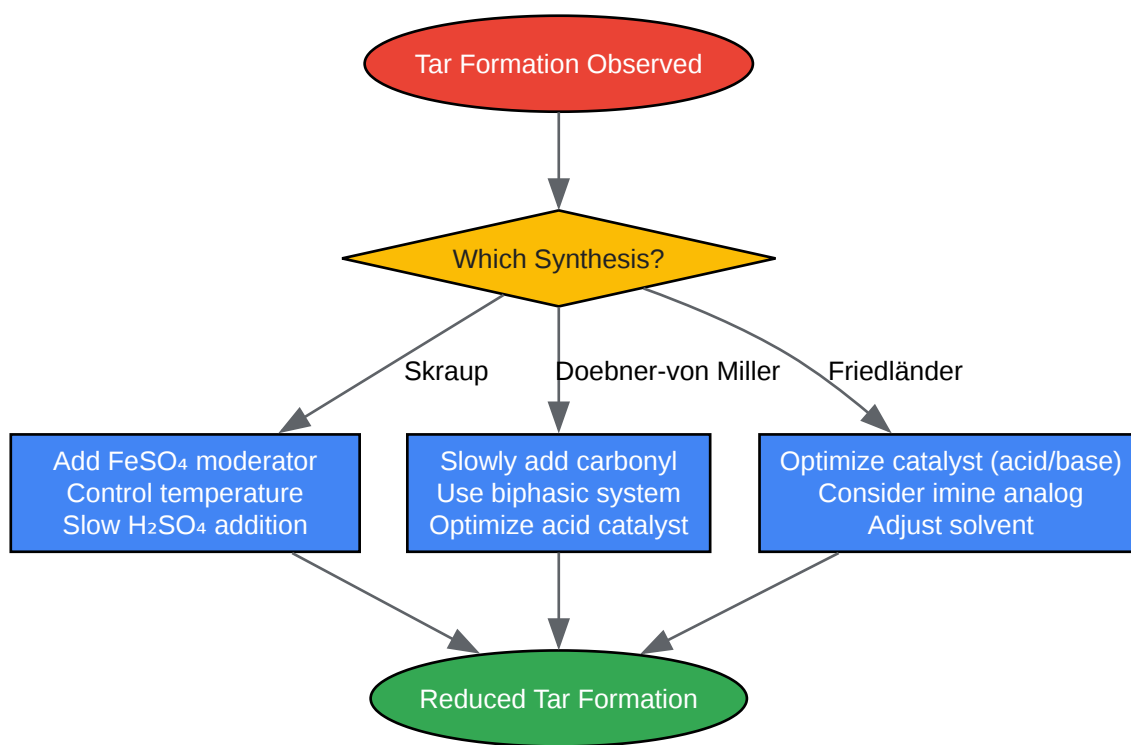 Tar Formation Observed
Which Synthesis?
Skraup
Doebner-von Miller
Friedländer
Add FeSO₄ moderator
Control temperature
Slow H₂SO₄ addition
Slowly add carbonyl
Use biphasic system
Optimize acid catalyst
Optimize catalyst (acid/base)
Consider imine analog
Adjust solvent
Reduced Tar Formation